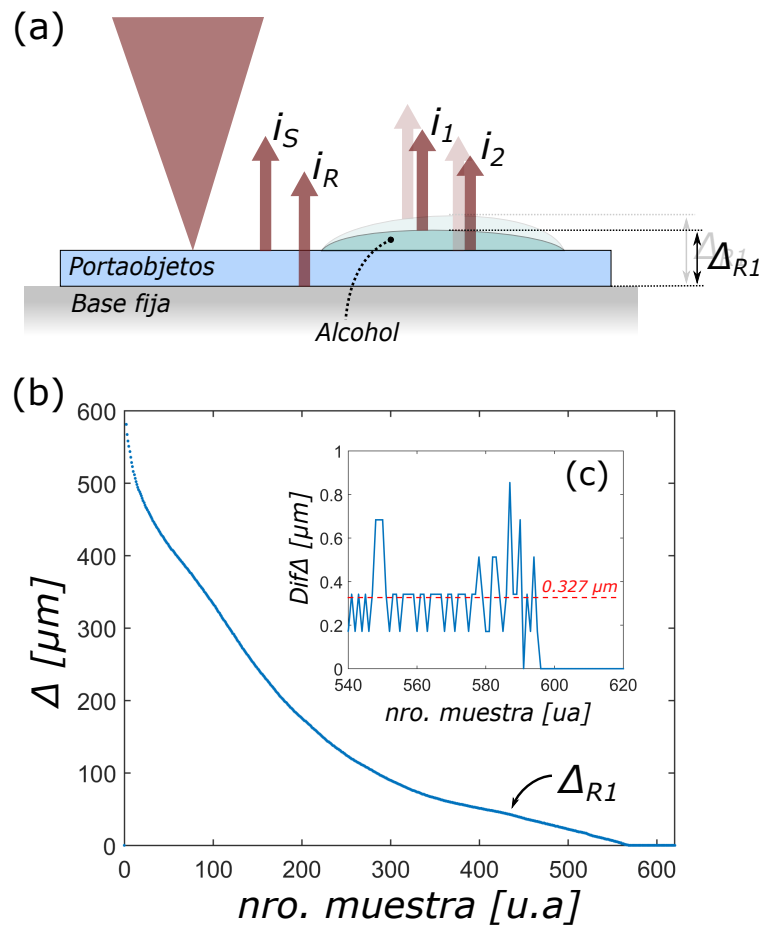 (a)
i_S
i_R
i_1
i_2
Δ_R1
Δ_R1
Portaobjetos
Base fija
Alcohol
(b)
600
500
400
300
200
100
0
Δ [μm]
0 100 200 300 400 500 600
nro. muestra [u.a]
Δ_R1
(c)
1
0.8
0.6
0.4
0.2
0
DifΔ [μm]
0.327 μm
540 560 580 600 620
nro. muestra [ua]